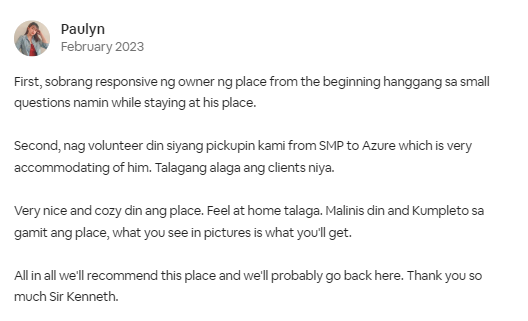 Paulyn
February 2023
First, sobrang responsive ng owner ng place from the beginning hanggang sa small
questions namin while staying at his place.
Second, nag volunteer din siyang pickupin kami from SMP to Azure which is very
accommodating of him. Talagang alaga ang clients niya.
Very nice and cozy din ang place. Feel at home talaga. Malinis din and Kumpleto sa
gamit ang place, what you see in pictures is what you'll get.
All in all we'll recommend this place and we'll probably go back here. Thank you so
much Sir Kenneth.